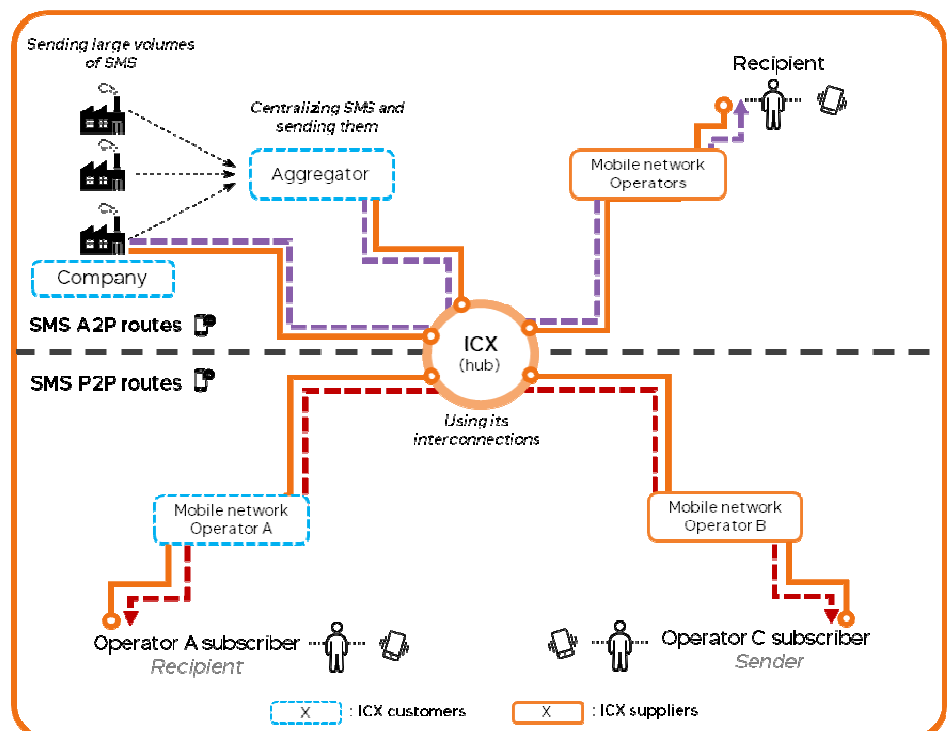 Sending large volumes
of SMS
Centralizing SMS and
sending them
Aggregator
Company
SMS A2P routes
Recipient
Mobile network
Operators
ICX
(hub)
SMS P2P routes
Using its
interconnections
Mobile network
Operator A
Mobile network
Operator B
Operator A subscriber
Recipient
Operator C subscriber
Sender
X : ICX customers
X : ICX suppliers